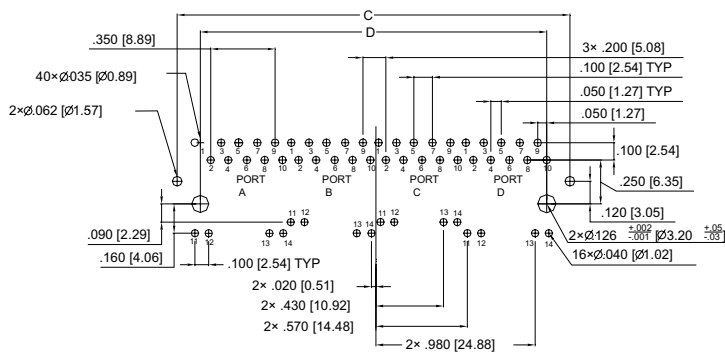 C
D
.350 [8.89]
3× .200 [5.08]
.100 [2.54] TYP
40×Ø.035 [Ø0.89]
.050 [1.27] TYP
2×Ø.062 [Ø1.57]
.050 [1.27]
1 3 5 7 9 1 3 5 7 9 1 3 5 7 9 1 3 5 7 9
.100 [2.54]
2 4 6 8 10 2 4 6 8 10 2 4 6 8 10 2 4 6 8 10
PORT A
PORT B
PORT C
PORT D
.250 [6.35]
.120 [3.05]
11 12 11 12
.090 [2.29]
13 14
2×Ø.126 +.002 -.001 [Ø3.20 +.05 -.03]
11 12 13 14 13 14 11 12 13 14
.160 [4.06]
16×Ø.040 [Ø1.02]
.100 [2.54] TYP
2× .020 [0.51]
2× .430 [10.92]
2× .570 [14.48]
2× .980 [24.88]